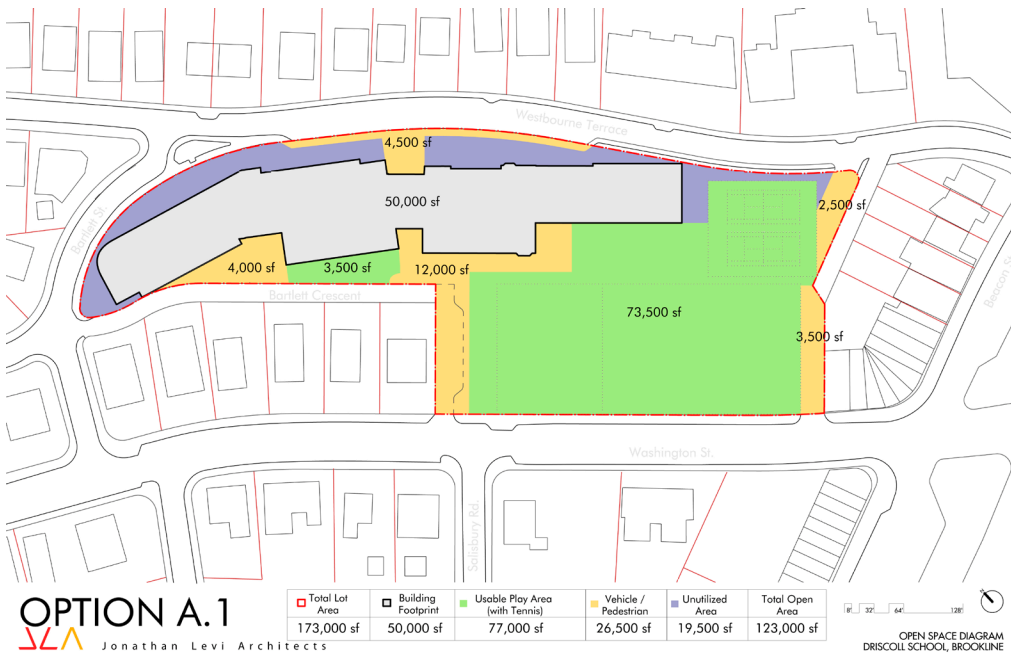 Westbourne Terrace
4,500 sf
50,000 sf
2,500 sf
Bartlett St.
4,000 sf
3,500 sf
12,000 sf
Bartlett Crescent
73,500 sf
3,500 sf
Beacon St.
Washington St.
Salisbury Rd.
OPTION A.1
Jonathan Levi Architects
Total Lot
Area
173,000 sf
Building
Footprint
50,000 sf
Usable Play Area
(with Tennis)
77,000 sf
Vehicle /
Pedestrian
26,500 sf
Unutilized
Area
19,500 sf
Total Open
Area
123,000 sf
8' 32' 64' 128'
OPEN SPACE DIAGRAM
DRISCOLL SCHOOL, BROOKLINE